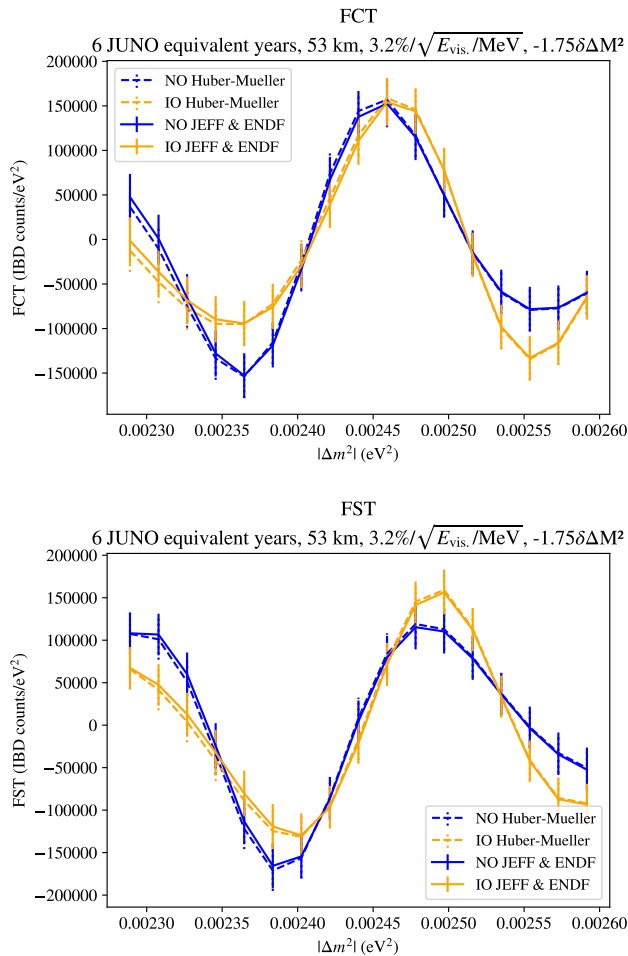 FCT
6 JUNO equivalent years, 53 km, 3.2%/√E_vis./MeV, -1.75δΔM²
NO Huber-Mueller
IO Huber-Mueller
NO JEFF & ENDF
IO JEFF & ENDF
FCT (IBD counts/eV²)
200000
150000
100000
50000
0
−50000
−100000
−150000
0.00230 0.00235 0.00240 0.00245 0.00250 0.00255 0.00260
|Δm²| (eV²)
FST
6 JUNO equivalent years, 53 km, 3.2%/√E_vis./MeV, -1.75δΔM²
FST (IBD counts/eV²)
200000
150000
100000
50000
0
−50000
−100000
−150000
−200000
NO Huber-Mueller
IO Huber-Mueller
NO JEFF & ENDF
IO JEFF & ENDF
0.00230 0.00235 0.00240 0.00245 0.00250 0.00255 0.00260
|Δm²| (eV²)